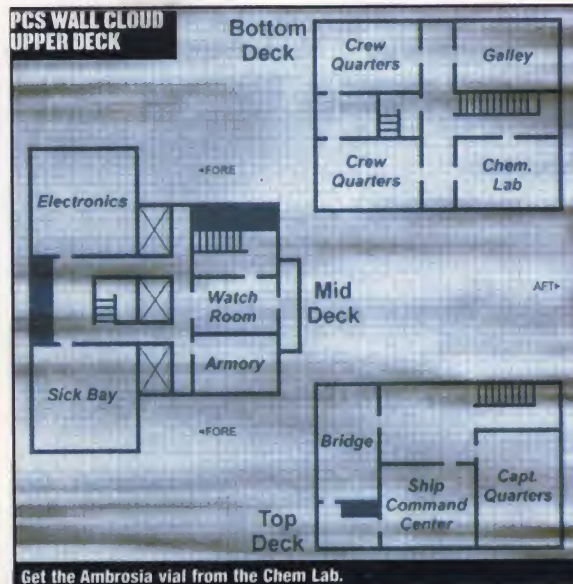 PCS WALL CLOUD
UPPER DECK
Bottom
Deck
Crew
Quarters
Galley
Crew
Quarters
Chem.
Lab
◄FORE
Electronics
Watch
Room
Mid
Deck
AFT►
Armory
Sick Bay
◄FORE
Bridge
Ship
Command
Center
Capt.
Quarters
Top
Deck
Get the Ambrosia vial from the Chem Lab.